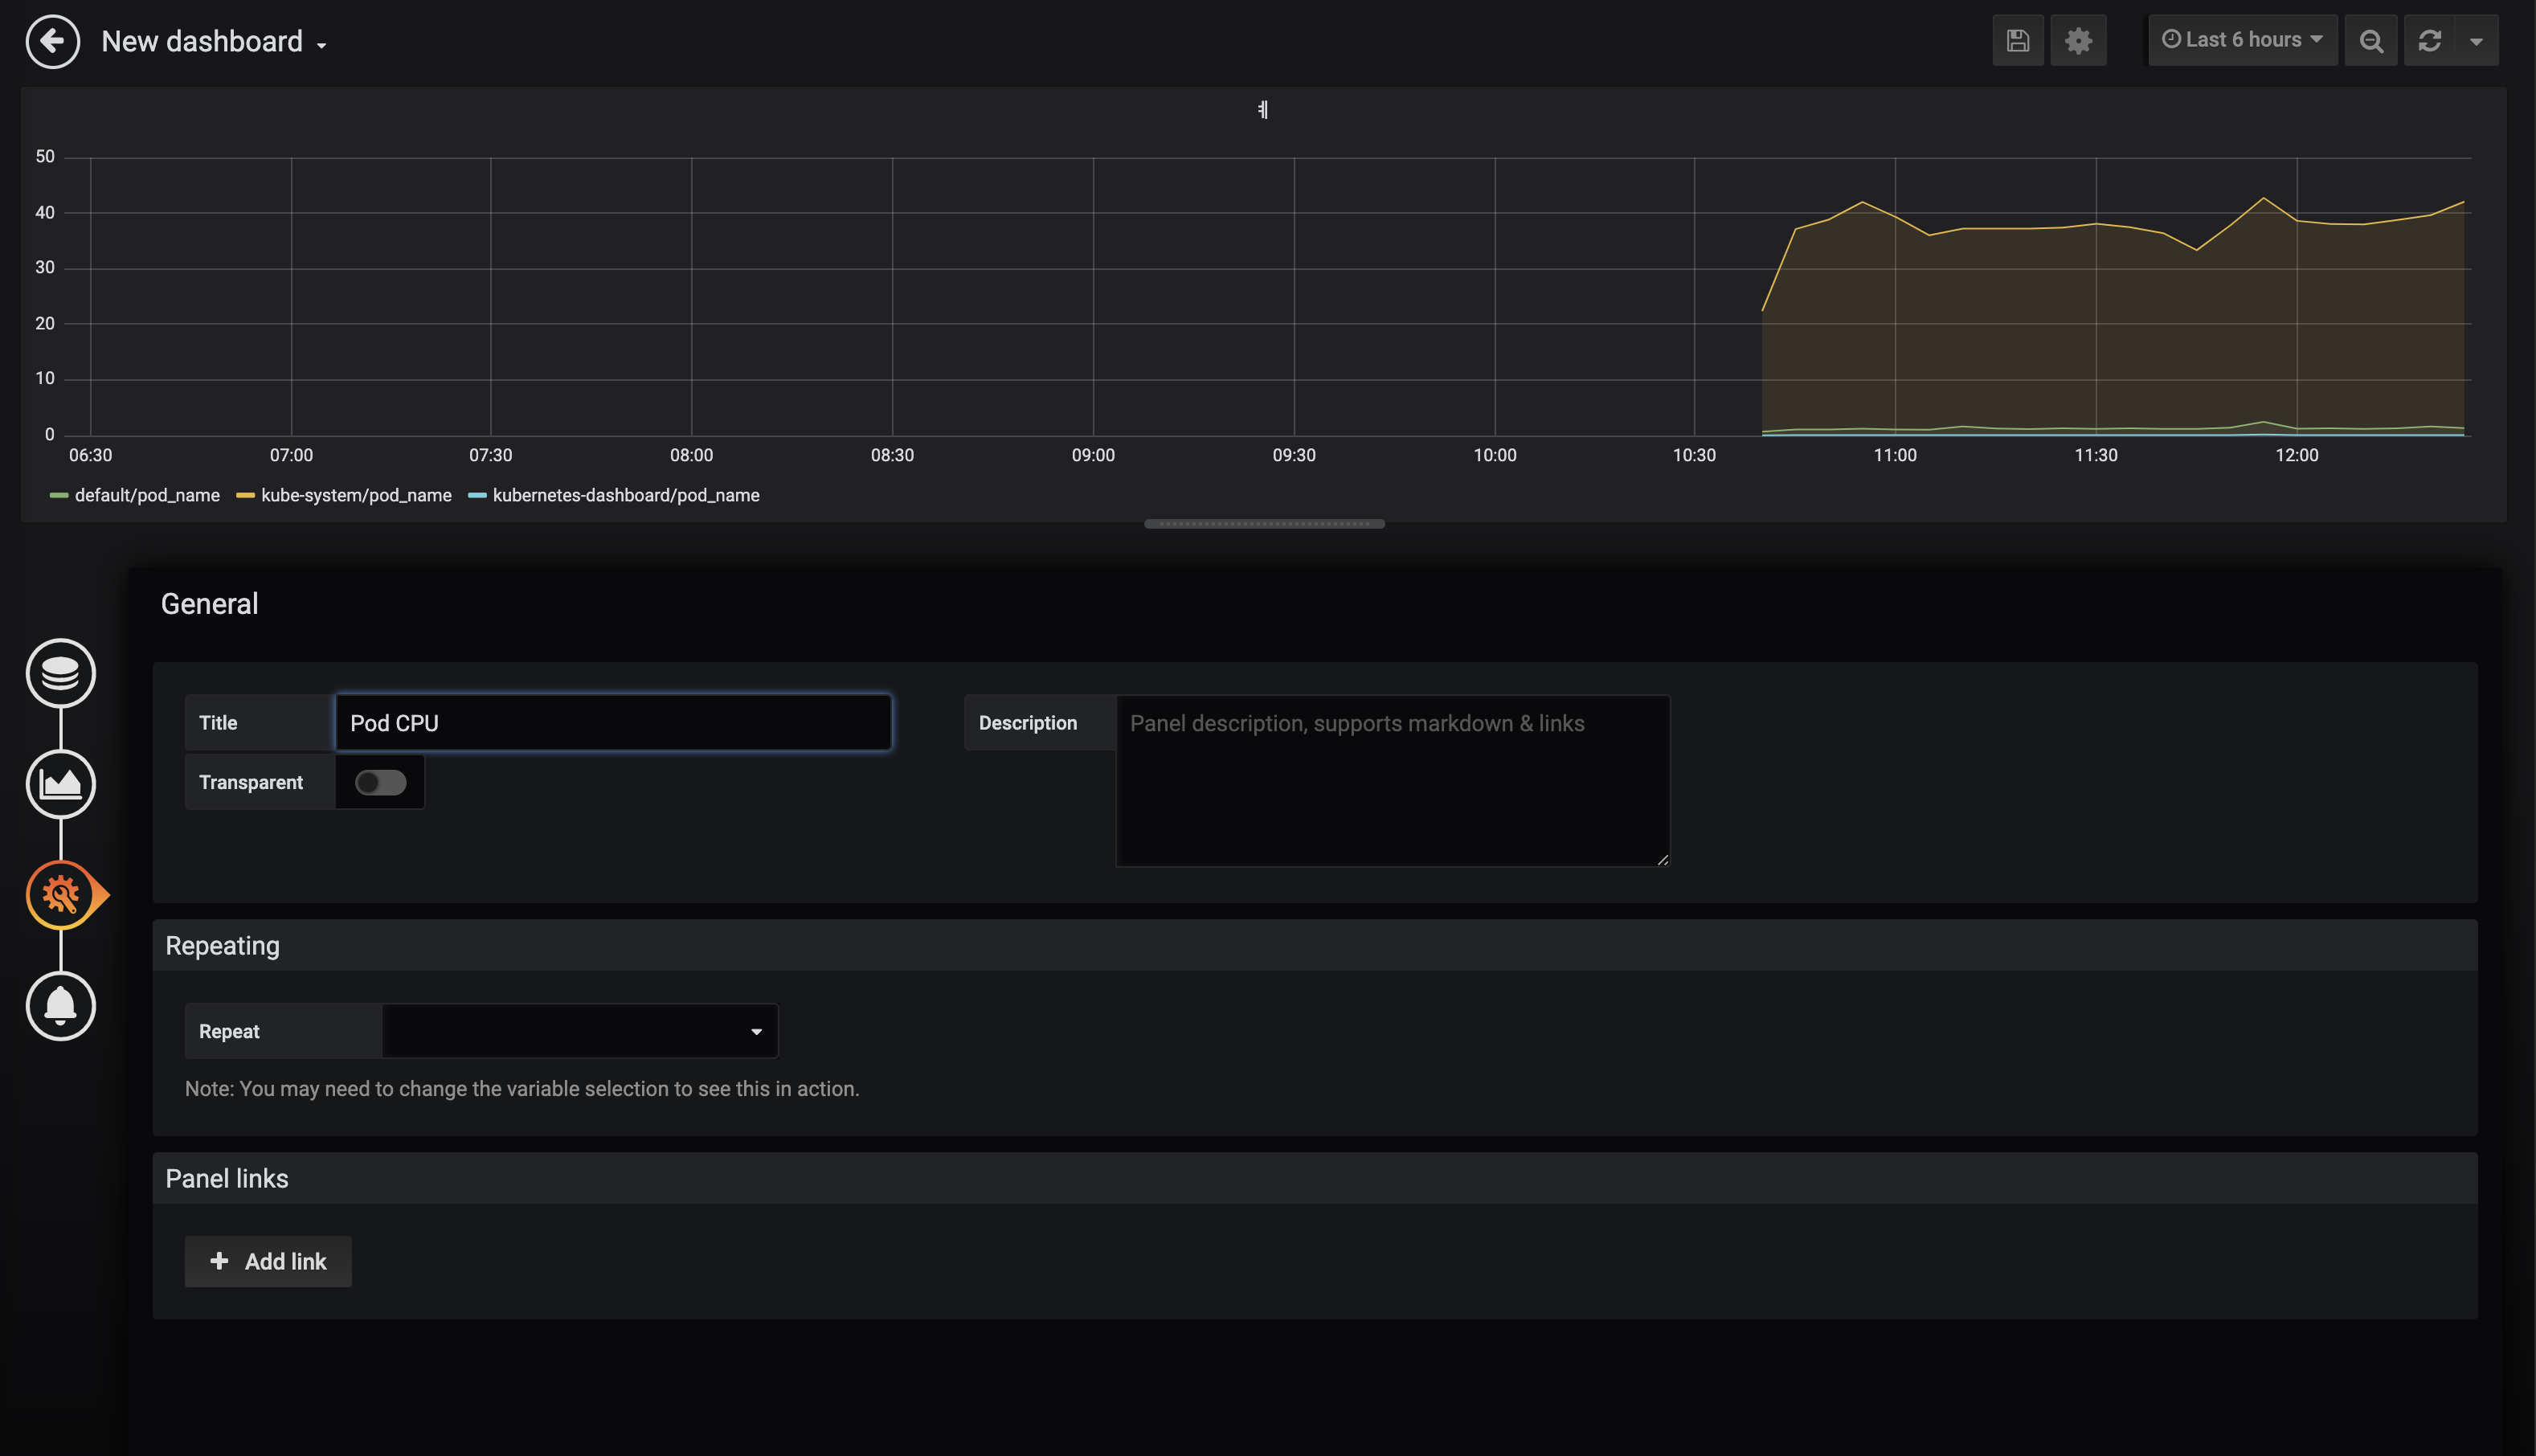 New dashboard
Last 6 hours
50
40
30
20
10
0
06:30 07:00 07:30 08:00 08:30 09:00 09:30 10:00 10:30 11:00 11:30 12:00
default/pod_name kube-system/pod_name kubernetes-dashboard/pod_name
General
Title Pod CPU Description Panel description, supports markdown & links
Transparent
Repeating
Repeat
Note: You may need to change the variable selection to see this in action.
Panel links
+ Add link